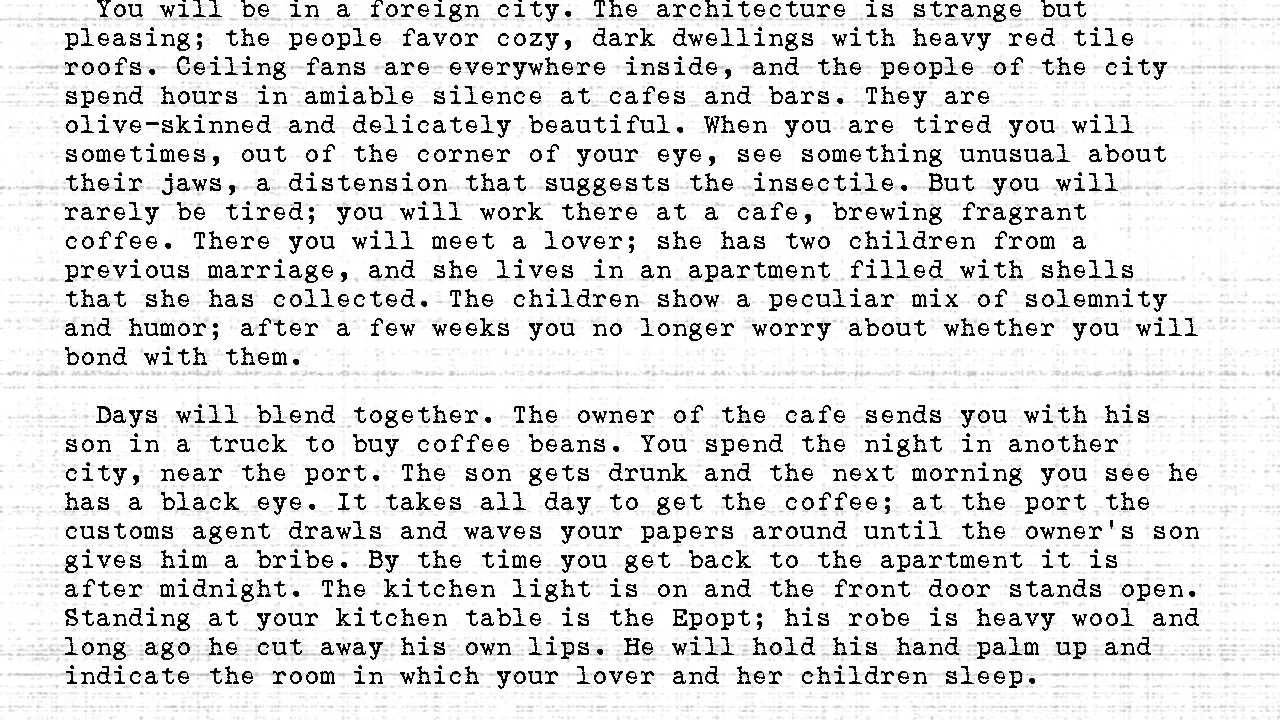 You will be in a foreign city. The architecture is strange but
pleasing; the people favor cozy, dark dwellings with heavy red tile
roofs. Ceiling fans are everywhere inside, and the people of the city
spend hours in amiable silence at cafes and bars. They are
olive-skinned and delicately beautiful. When you are tired you will
sometimes, out of the corner of your eye, see something unusual about
their jaws, a distension that suggests the insectile. But you will
rarely be tired; you will work there at a cafe, brewing fragrant
coffee. There you will meet a lover; she has two children from a
previous marriage, and she lives in an apartment filled with shells
that she has collected. The children show a peculiar mix of solemnity
and humor; after a few weeks you no longer worry about whether you will
bond with them.
Days will blend together. The owner of the cafe sends you with his
son in a truck to buy coffee beans. You spend the night in another
city, near the port. The son gets drunk and the next morning you see he
has a black eye. It takes all day to get the coffee; at the port the
customs agent drawls and waves your papers around until the owner's son
gives him a bribe. By the time you get back to the apartment it is
after midnight. The kitchen light is on and the front door stands open.
Standing at your kitchen table is the Epopt; his robe is heavy wool and
long ago he cut away his own lips. He will hold his hand palm up and
indicate the room in which your lover and her children sleep.